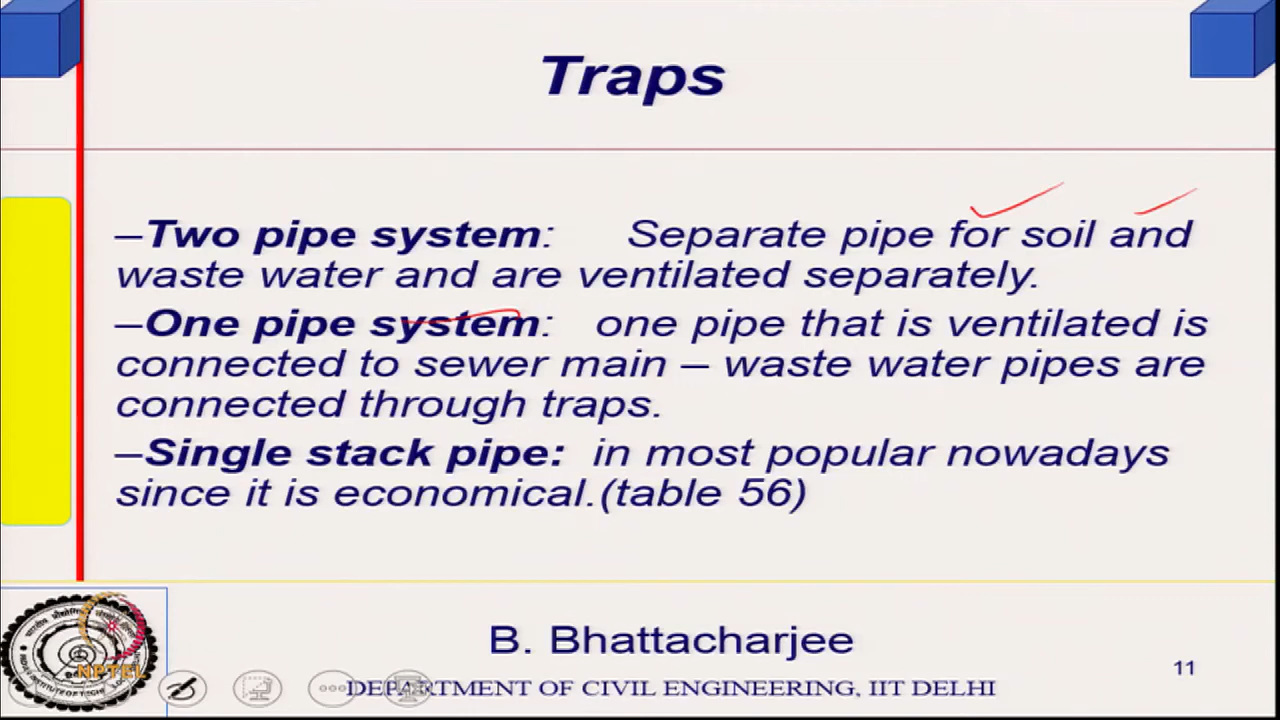 Traps
–Two pipe system: Separate pipe for soil and
waste water and are ventilated separately.
–One pipe system: one pipe that is ventilated is
connected to sewer main – waste water pipes are
connected through traps.
–Single stack pipe: in most popular nowadays
since it is economical.(table 56)
NPTEL
B. Bhattacharjee
DEPARTMENT OF CIVIL ENGINEERING, IIT DELHI
11